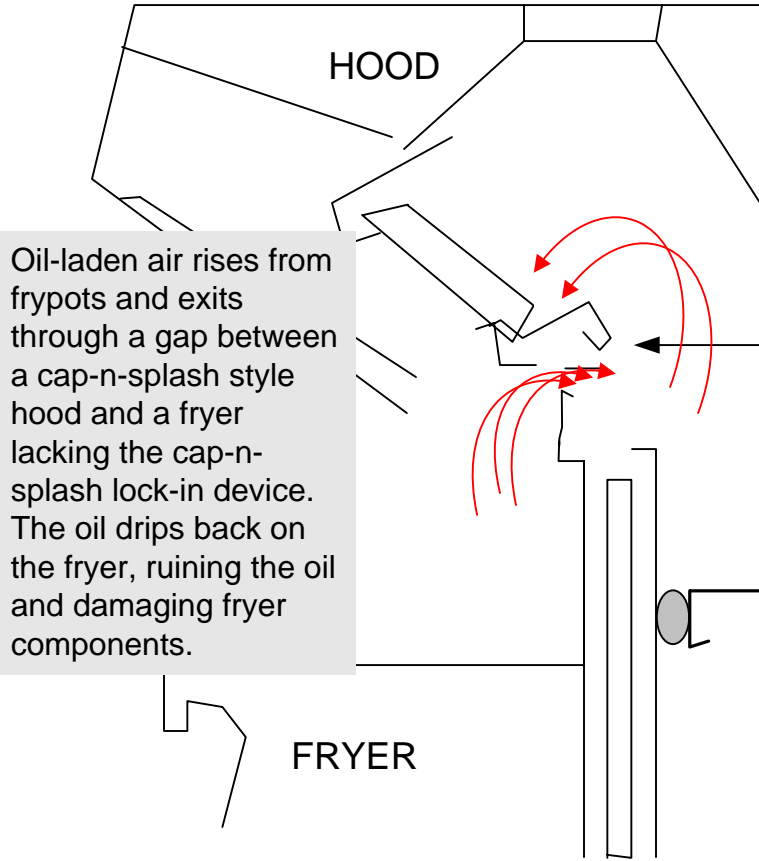 HOOD
Oil-laden air rises from
frypots and exits
through a gap between
a cap-n-splash style
hood and a fryer
lacking the cap-n-
splash lock-in device.
The oil drips back on
the fryer, ruining the oil
and damaging fryer
components.
FRYER